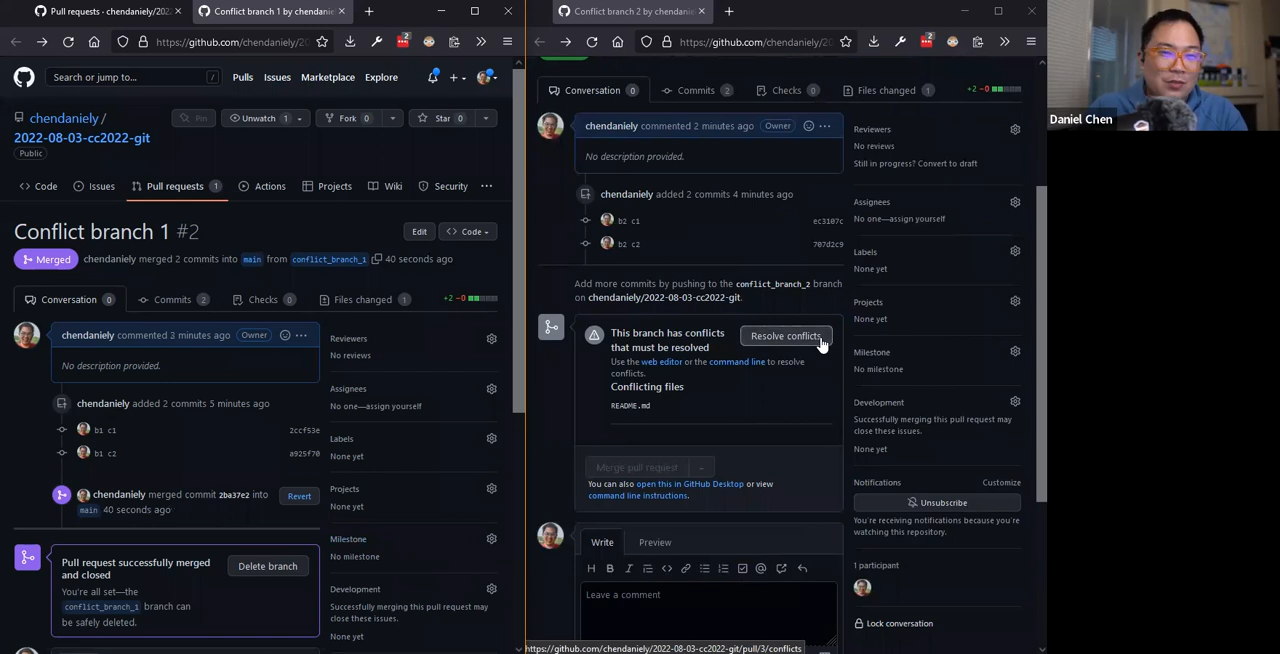 Pull requests · chendaniely/202
Conflict branch 1 by chendanie
https://github.com/chendaniely/20
2
Search or jump to...
/
Pulls Issues Marketplace Explore
chendaniely /
2022-08-03-cc2022-git
Public
Pin
Unwatch 1
Fork 0
Star 0
Code Issues Pull requests 1 Actions Projects Wiki Security
Conflict branch 1 #2
Edit
Code
Merged
chendaniely merged 2 commits into main from conflict_branch_1 40 seconds ago
Conversation 0
Commits 2
Checks 0
Files changed 1
+2 −0
chendaniely commented 3 minutes ago Owner
No description provided.
chendaniely added 2 commits 5 minutes ago
b1 c1 2ccf53e
b1 c2 a925f70
chendaniely merged commit 2ba37e2 into
main 40 seconds ago
Revert
Pull request successfully merged
and closed
You're all set—the
conflict_branch_1 branch can
be safely deleted.
Delete branch
Reviewers
No reviews
Assignees
No one—assign yourself
Labels
None yet
Projects
None yet
Milestone
No milestone
Development
Successfully merging this pull request may
close these issues.
None yet
Conflict branch 2 by chendanie
https://github.com/chendaniely/20
2
Conversation 0
Commits 2
Checks 0
Files changed 1
+2 −0
chendaniely commented 2 minutes ago Owner
No description provided.
chendaniely added 2 commits 4 minutes ago
b2 c1 ec3107c
b2 c2 707d2c9
Add more commits by pushing to the conflict_branch_2 branch
on chendaniely/2022-08-03-cc2022-git.
This branch has conflicts
that must be resolved
Resolve conflicts
Use the web editor or the command line to resolve
conflicts.
Conflicting files
README.md
Merge pull request
You can also open this in GitHub Desktop or view
command line instructions.
Write Preview
H B I
Leave a comment
https://github.com/chendaniely/2022-08-03-cc2022-git/pull/3/conflicts
Reviewers
No reviews
Still in progress? Convert to draft
Assignees
No one—assign yourself
Labels
None yet
Projects
None yet
Milestone
No milestone
Development
Successfully merging this pull request may
close these issues.
None yet
Notifications Customize
Unsubscribe
You're receiving notifications because you're
watching this repository.
1 participant
Lock conversation
Daniel Chen